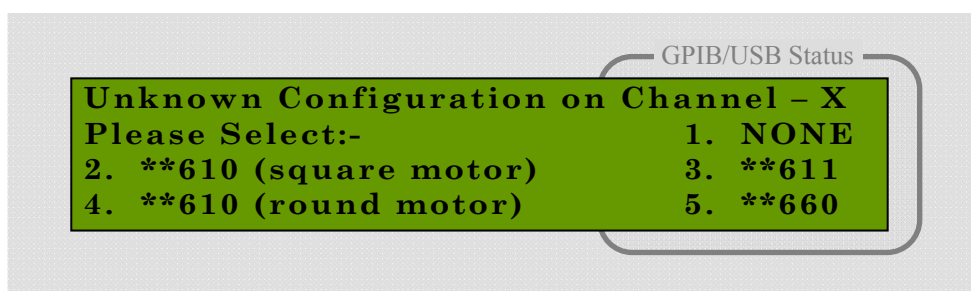 GPIB/USB Status
Unknown Configuration on Channel – X
Please Select:- 1. NONE
2. **610 (square motor) 3. **611
4. **610 (round motor) 5. **660